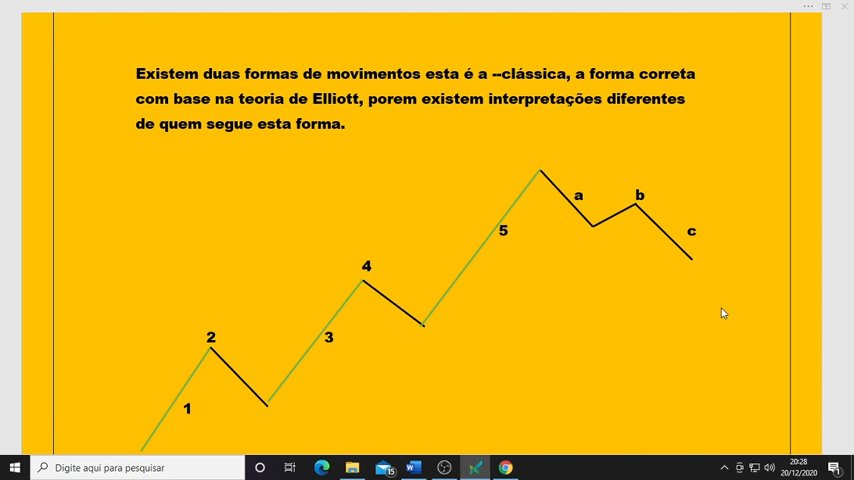 Existem duas formas de movimentos esta é a --clássica, a forma correta
com base na teoria de Elliott, porem existem interpretações diferentes
de quem segue esta forma.
a
b
5
c
4
2
3
1
Digite aqui para pesquisar
15
20:28
20/12/2020
1